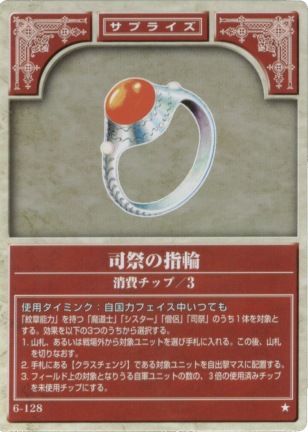 サプライズ
司祭の指輪
消費チップ／3
使用タイミング：自国力フェイス中いつでも
「紋章能力」を持つ「魔道士」「シスター」「僧侶」「司祭」のうち1体を対象と
する。効果を以下の3つのうちから選択する。
1. 山札、あるいは戦場外から対象ユニットを選び手札に入れる。この後、山札
を切りなおす。
2. 手札にある【クラスチェンジ】である対象ユニットを自出撃マスに配置する。
3. フィールド上の対象となりうる自軍ユニットの数、3倍の使用済みチップ
を未使用チップにする。
6-128
★